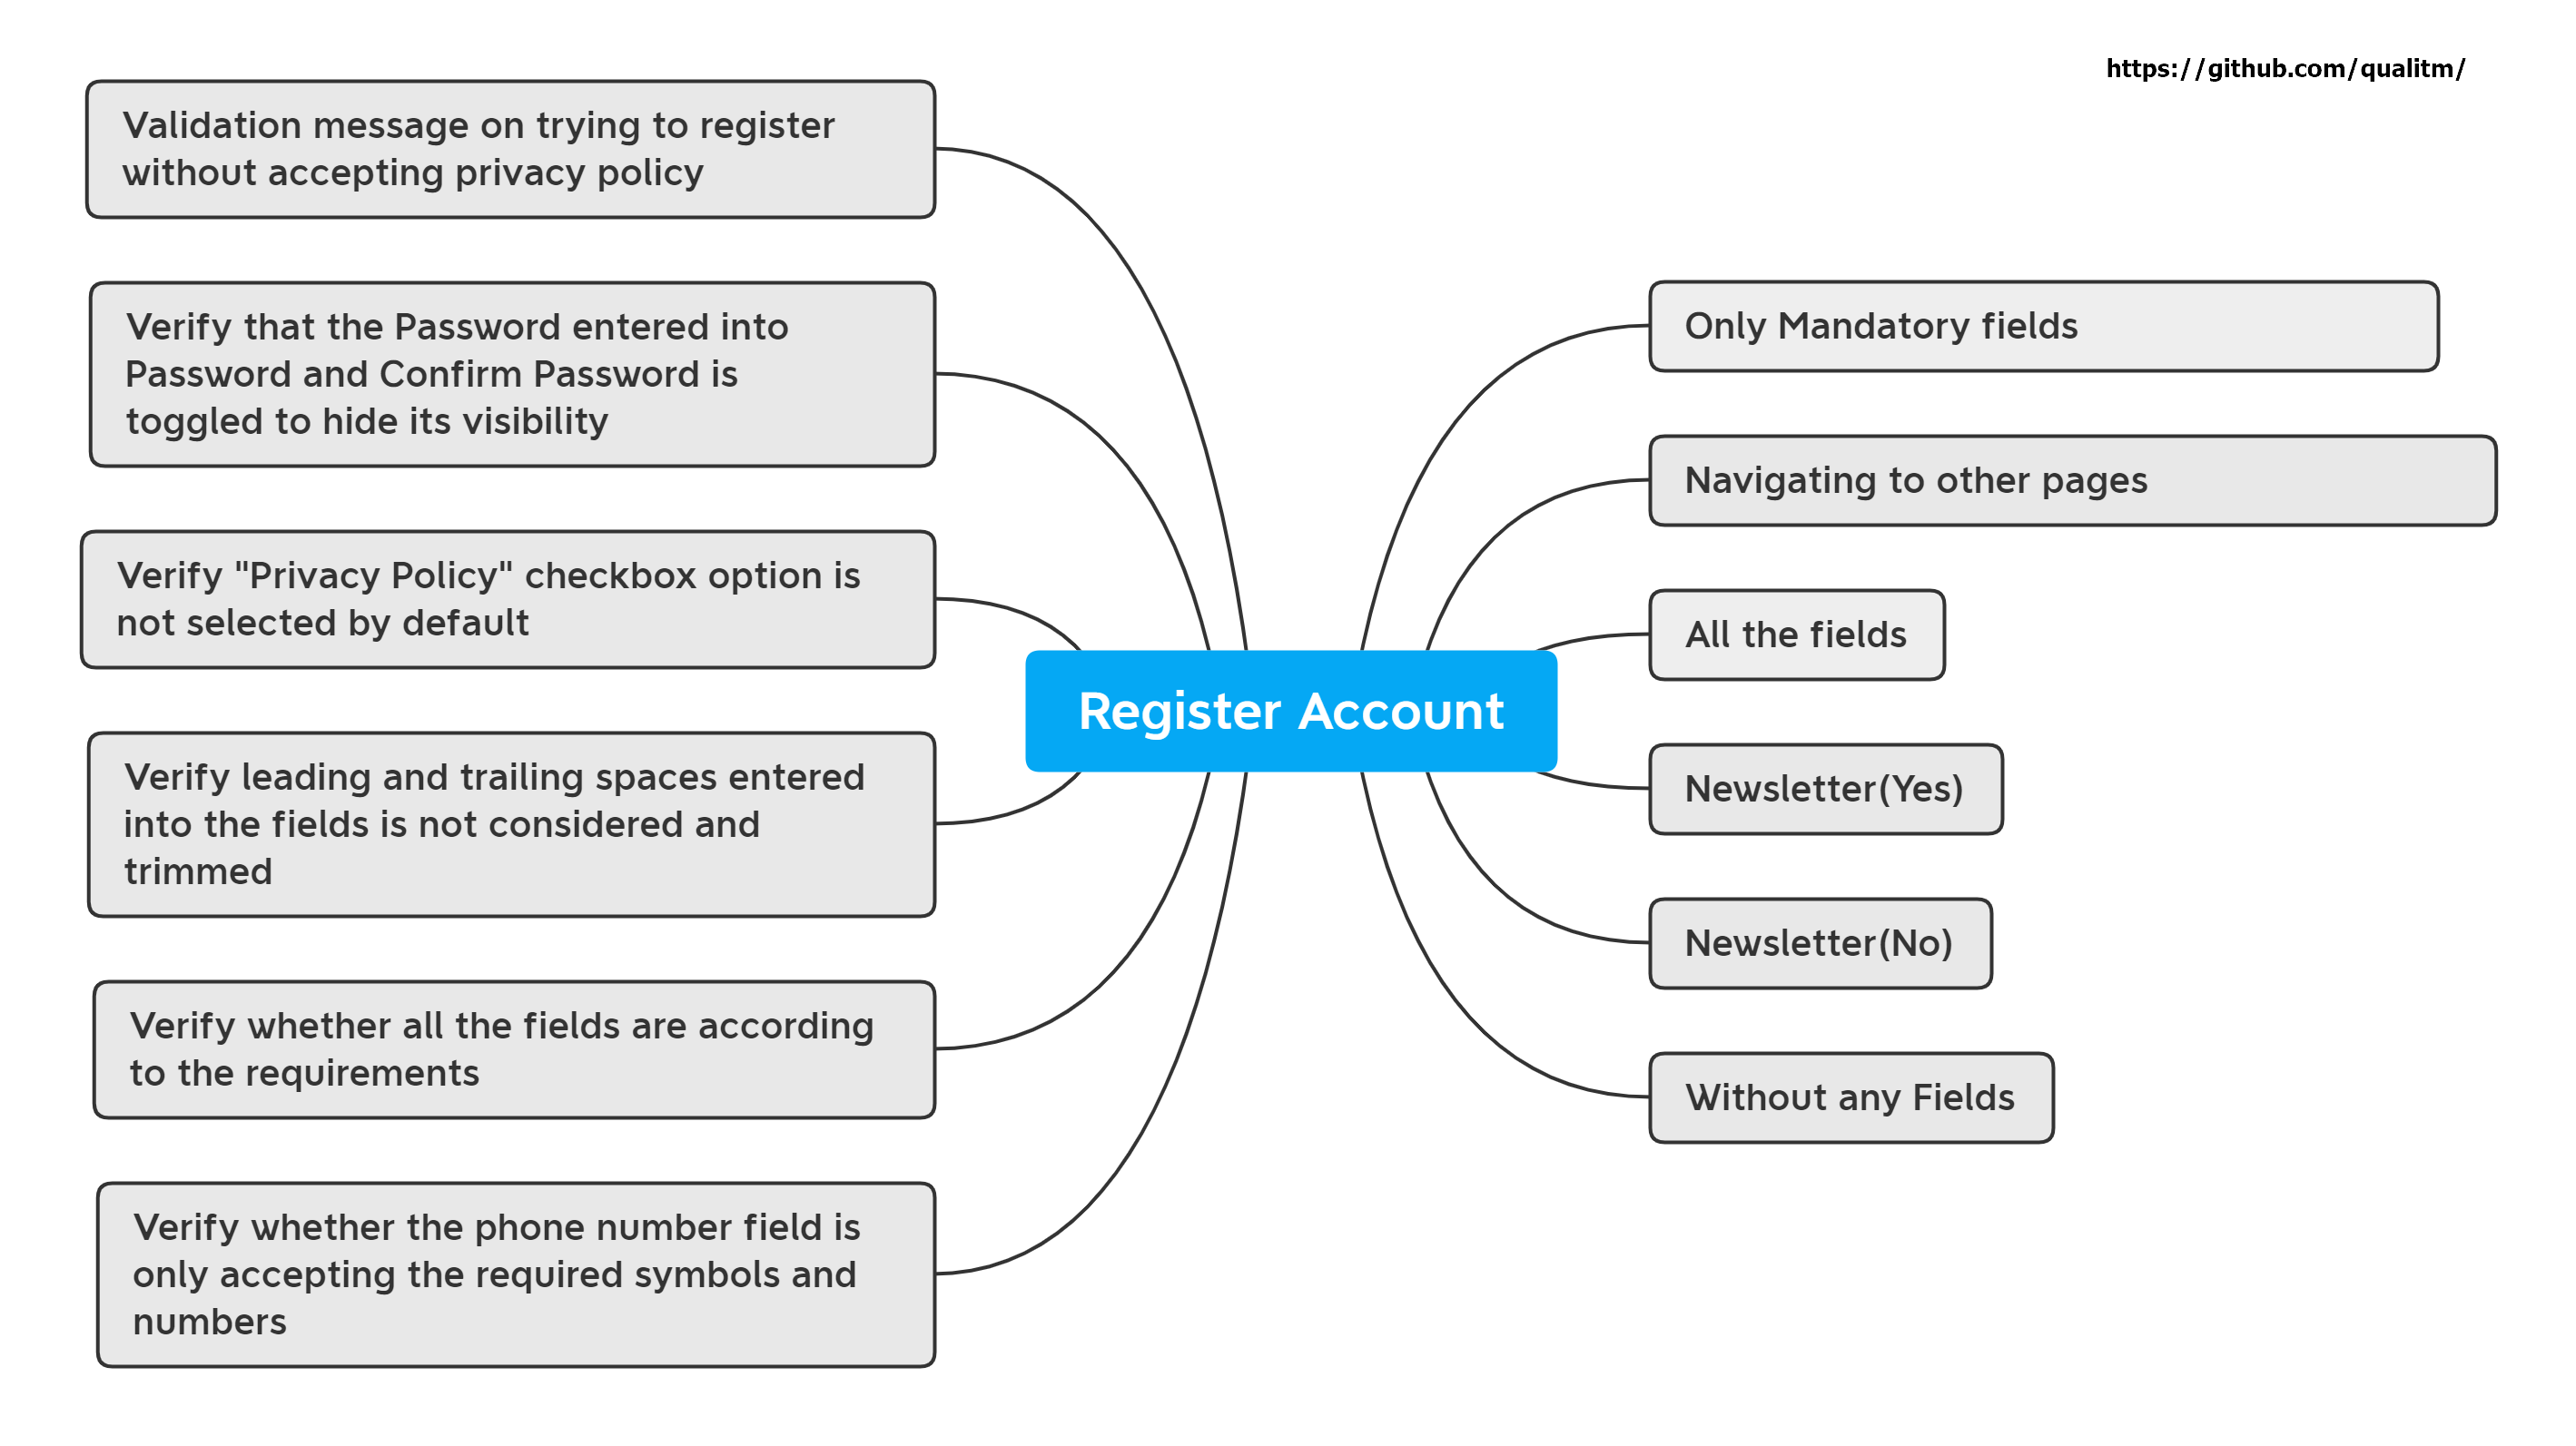 https://github.com/qualitm/
Validation message on trying to register
without accepting privacy policy
Verify that the Password entered into
Password and Confirm Password is
toggled to hide its visibility
Verify "Privacy Policy" checkbox option is
not selected by default
Verify leading and trailing spaces entered
into the fields is not considered and
trimmed
Verify whether all the fields are according
to the requirements
Verify whether the phone number field is
only accepting the required symbols and
numbers
Register Account
Only Mandatory fields
Navigating to other pages
All the fields
Newsletter(Yes)
Newsletter(No)
Without any Fields